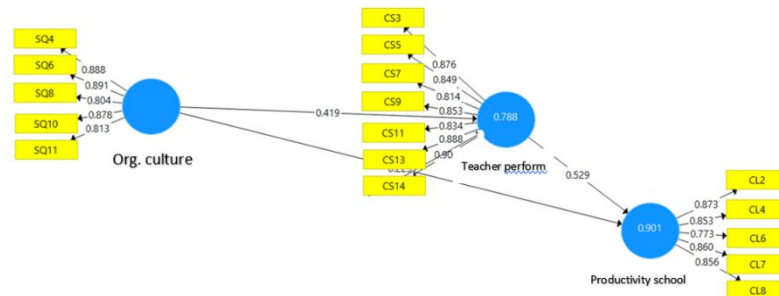 SQ4
SQ6
SQ8
SQ10
SQ11
0.888
0.891
0.804
0.878
0.813
Org. culture
0.419
CS3
CS5
CS7
CS9
CS11
CS13
CS14
0.876
0.849
0.814
0.853
0.834
0.888
0.90
0.788
Teacher perform
0.529
0.901
Productivity school
CL2
CL4
CL6
CL7
CL8
0.873
0.853
0.773
0.860
0.856